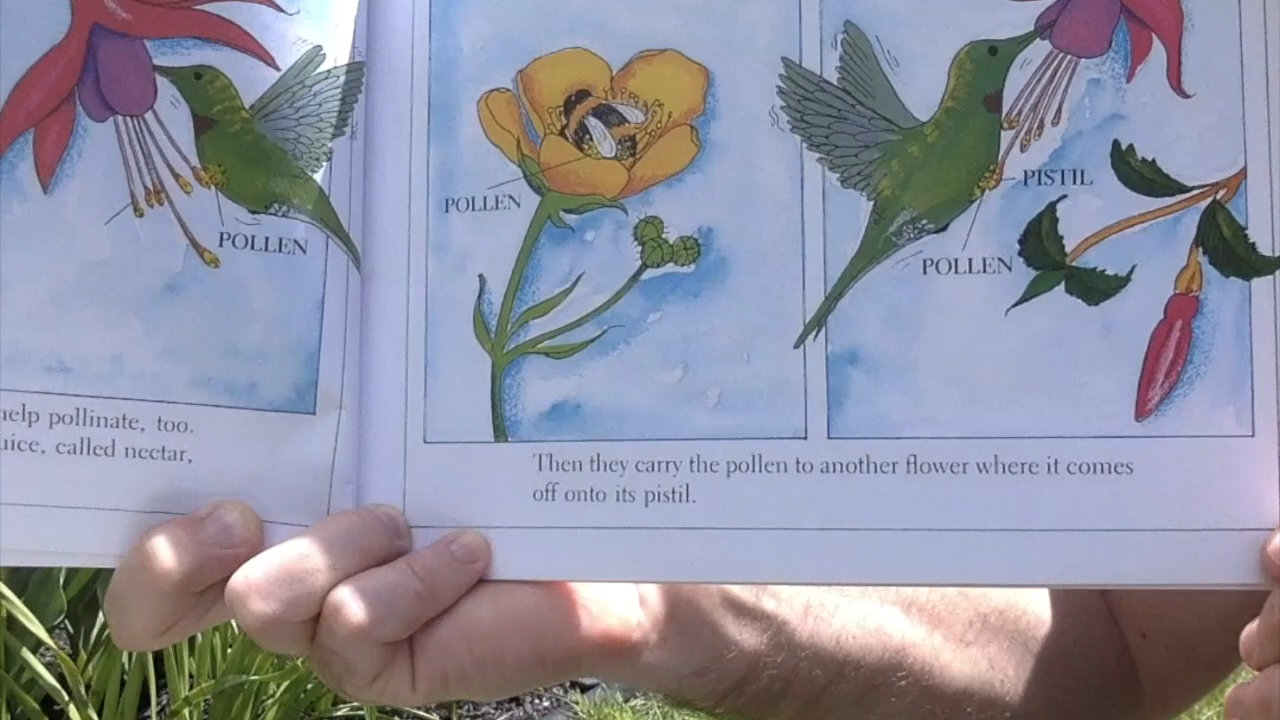 POLLEN
help pollinate, too.
juice, called nectar,
POLLEN
PISTIL
POLLEN
Then they carry the pollen to another flower where it comes
off onto its pistil.